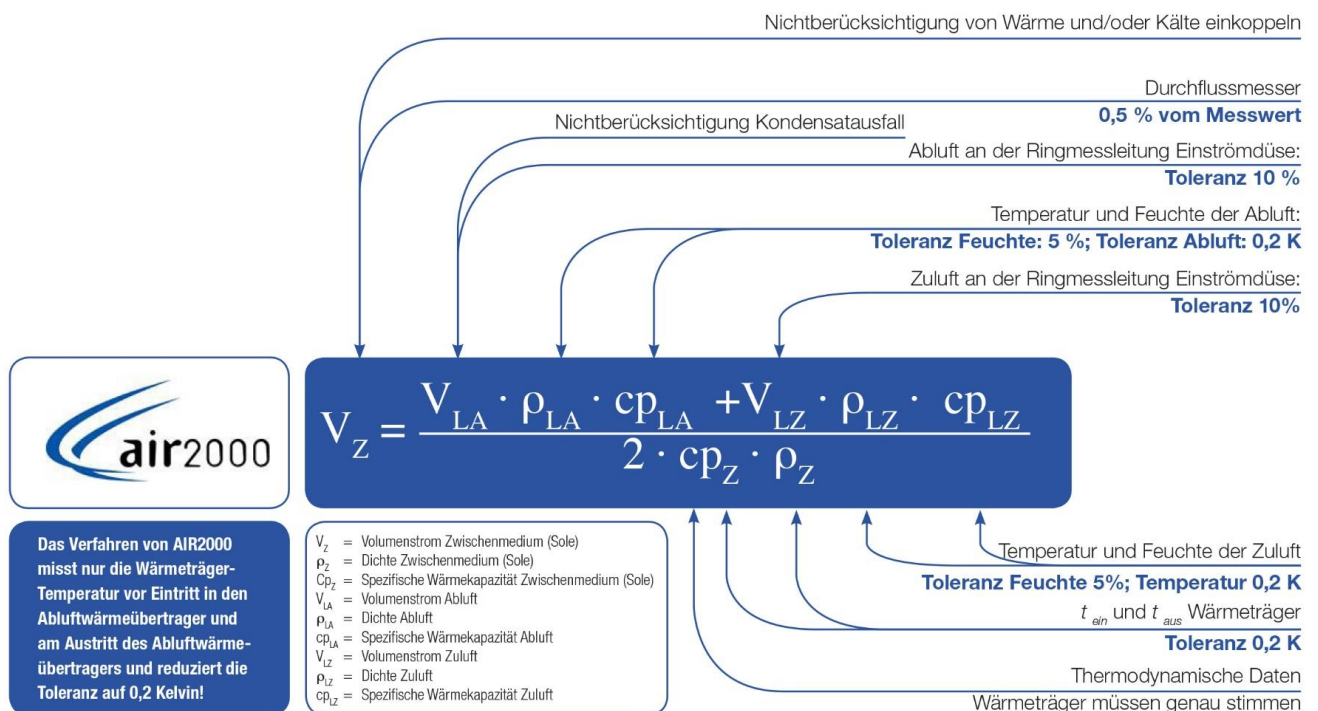 Nichtberücksichtigung von Wärme und/oder Kälte einkoppeln
Durchflussmesser
0,5 % vom Messwert
Nichtberücksichtigung Kondensatausfall
Abluft an der Ringmessleitung Einströmdüse:
Toleranz 10 %
Temperatur und Feuchte der Abluft:
Toleranz Feuchte: 5 %; Toleranz Abluft: 0,2 K
Zuluft an der Ringmessleitung Einströmdüse:
Toleranz 10%
air2000
V_Z = (V_LA · ρ_LA · cp_LA + V_LZ · ρ_LZ · cp_LZ) / (2 · cp_Z · ρ_Z)
Das Verfahren von AIR2000
misst nur die Wärmeträger-
Temperatur vor Eintritt in den
Abluftwärmeübertrager und
am Austritt des Abluftwärme-
übertragers und reduziert die
Toleranz auf 0,2 Kelvin!
V_Z = Volumenstrom Zwischenmedium (Sole)
ρ_Z = Dichte Zwischenmedium (Sole)
Cp_Z = Spezifische Wärmekapazität Zwischenmedium (Sole)
V_LA = Volumenstrom Abluft
ρ_LA = Dichte Abluft
cp_LA = Spezifische Wärmekapazität Abluft
V_LZ = Volumenstrom Zuluft
ρ_LZ = Dichte Zuluft
cp_LZ = Spezifische Wärmekapazität Zuluft
Temperatur und Feuchte der Zuluft
Toleranz Feuchte 5%; Temperatur 0,2 K
t_ein und t_aus Wärmeträger
Toleranz 0,2 K
Thermodynamische Daten
Wärmeträger müssen genau stimmen